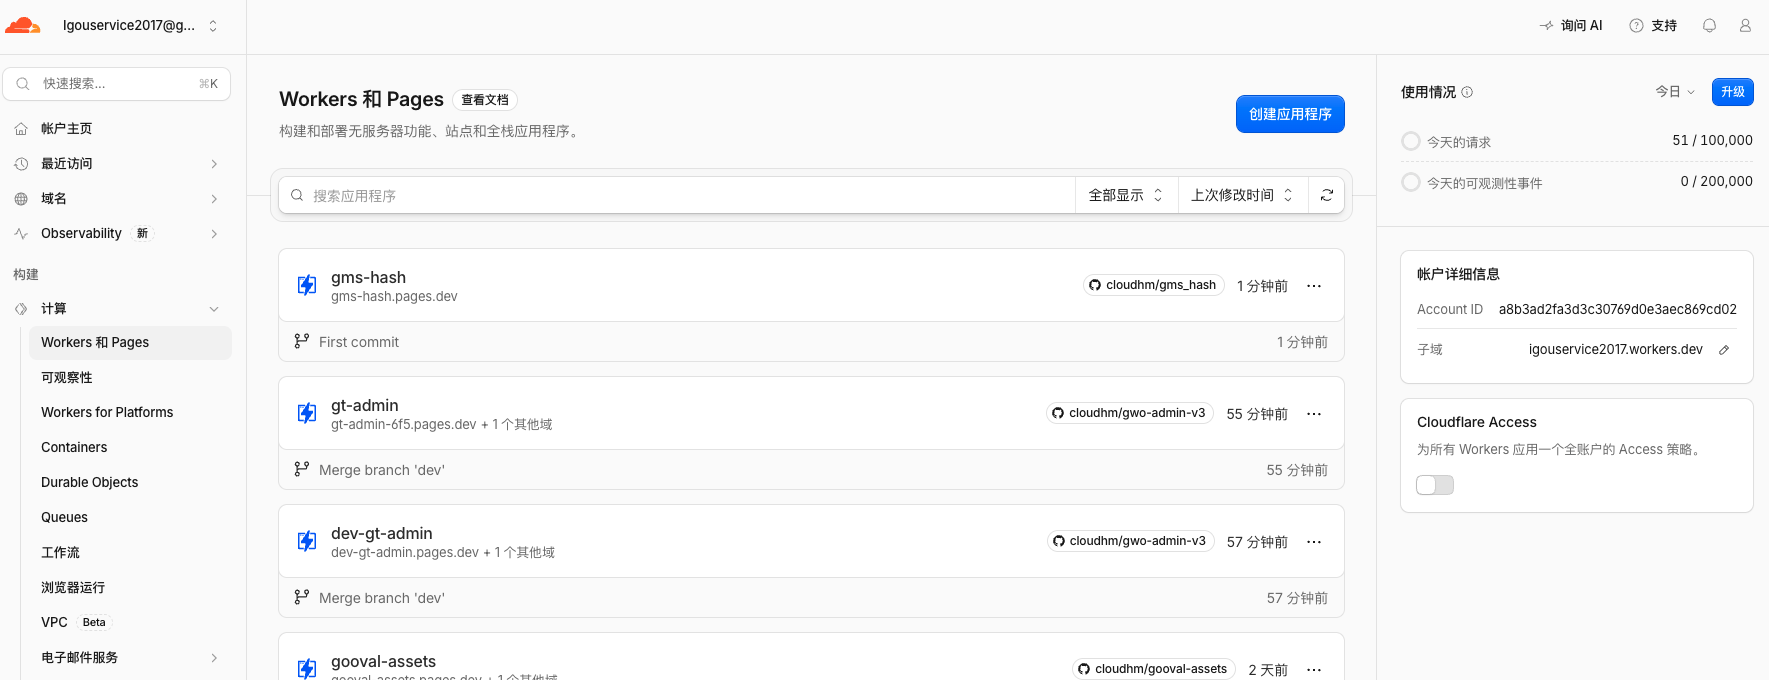 lgouservice2017@g...
快速搜索...
⌘K
帐户主页
最近访问
域名
Observability 新
构建
计算
Workers 和 Pages
可观察性
Workers for Platforms
Containers
Durable Objects
Queues
工作流
浏览器运行
VPC Beta
电子邮件服务
询问 AI
支持
Workers 和 Pages 查看文档
构建和部署无服务器功能、站点和全栈应用程序。
创建应用程序
搜索应用程序
全部显示
上次修改时间
gms-hash
gms-hash.pages.dev
cloudhm/gms_hash
1 分钟前
First commit
1 分钟前
gt-admin
gt-admin-6f5.pages.dev + 1 个其他域
cloudhm/gwo-admin-v3
55 分钟前
Merge branch 'dev'
55 分钟前
dev-gt-admin
dev-gt-admin.pages.dev + 1 个其他域
cloudhm/gwo-admin-v3
57 分钟前
Merge branch 'dev'
57 分钟前
gooval-assets
gooval-assets.pages.dev + 1 个其他域
cloudhm/gooval-assets
2 天前
使用情况
今日
升级
今天的请求
51 / 100,000
今天的可观测性事件
0 / 200,000
帐户详细信息
Account ID a8b3ad2fa3d3c30769d0e3aec869cd02
子域 igouservice2017.workers.dev
Cloudflare Access
为所有 Workers 应用一个全账户的 Access 策略。